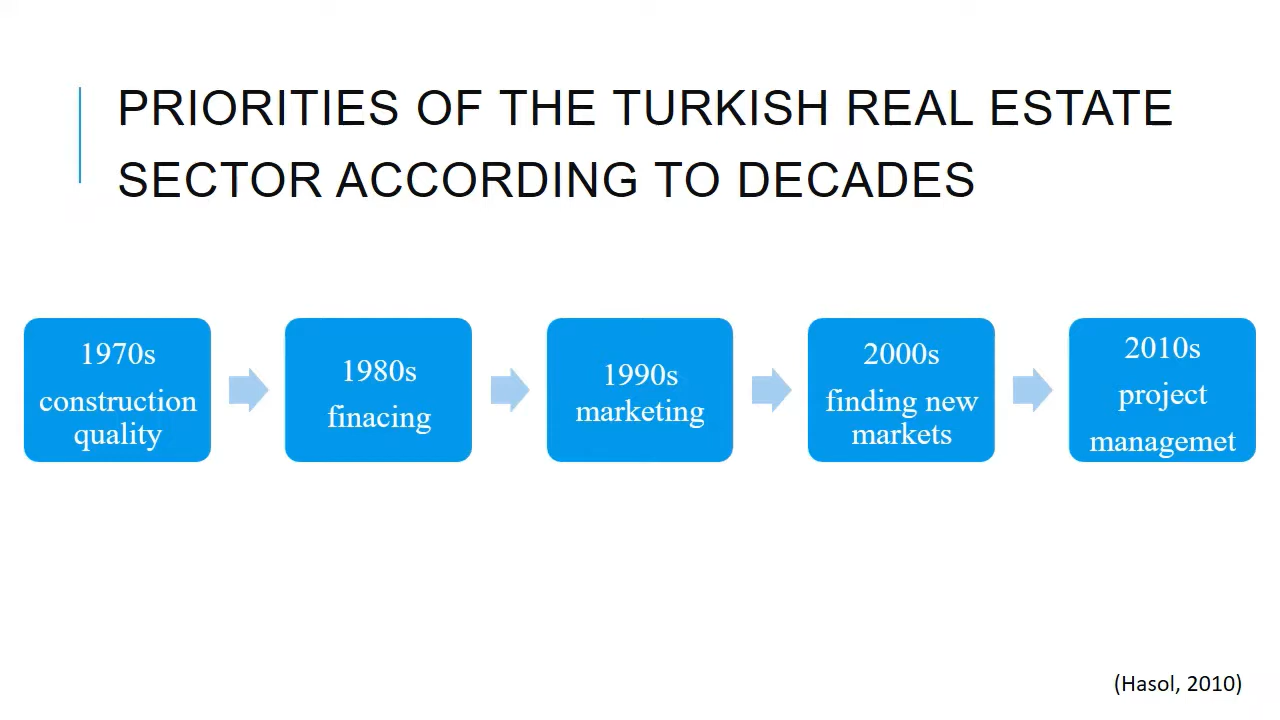 PRIORITIES OF THE TURKISH REAL ESTATE
SECTOR ACCORDING TO DECADES
1970s
construction
quality
1980s
finacing
1990s
marketing
2000s
finding new
markets
2010s
project
managemet
(Hasol, 2010)